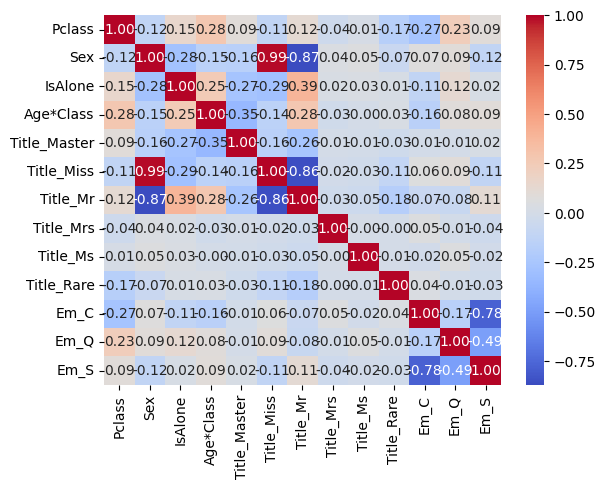 Pclass 1.00 -0.12 0.15 0.28 -0.09 -0.11 0.12 -0.04 -0.01 -0.17 -0.27 0.23 0.09
Sex -0.12 1.00 -0.28 -0.15 -0.16 0.99 -0.87 0.04 0.05 -0.07 0.07 0.09 -0.12
IsAlone 0.15 -0.28 1.00 0.25 -0.27 -0.29 0.39 0.02 0.03 0.01 -0.11 0.12 0.02
Age*Class 0.28 -0.15 0.25 1.00 -0.35 -0.14 0.28 -0.03 -0.00 0.03 -0.16 0.08 0.09
Title_Master -0.09 -0.16 -0.27 -0.35 1.00 -0.16 -0.26 -0.01 -0.01 -0.03 -0.01 -0.01 0.02
Title_Miss -0.11 0.99 -0.29 -0.14 -0.16 1.00 -0.86 -0.02 -0.03 -0.11 0.06 0.09 -0.11
Title_Mr 0.12 -0.87 0.39 0.28 -0.26 -0.86 1.00 -0.03 -0.05 -0.18 -0.07 -0.08 0.11
Title_Mrs -0.04 0.04 0.02 -0.03 -0.01 -0.02 -0.03 1.00 -0.00 -0.00 0.05 -0.01 -0.04
Title_Ms -0.01 0.05 0.03 -0.00 -0.01 -0.03 -0.05 -0.00 1.00 -0.01 -0.02 0.05 -0.02
Title_Rare -0.17 -0.07 0.01 0.03 -0.03 -0.11 -0.18 -0.00 -0.01 1.00 0.04 -0.01 -0.03
Em_C -0.27 0.07 -0.11 -0.16 -0.01 0.06 -0.07 0.05 -0.02 0.04 1.00 -0.17 -0.78
Em_Q 0.23 0.09 0.12 0.08 -0.01 0.09 -0.08 -0.01 0.05 -0.01 -0.17 1.00 -0.49
Em_S 0.09 -0.12 0.02 0.09 0.02 -0.11 0.11 -0.04 -0.02 -0.03 -0.78 -0.49 1.00
Pclass
Sex
IsAlone
Age*Class
Title_Master
Title_Miss
Title_Mr
Title_Mrs
Title_Ms
Title_Rare
Em_C
Em_Q
Em_S
1.00
0.75
0.50
0.25
0.00
−0.25
−0.50
−0.75